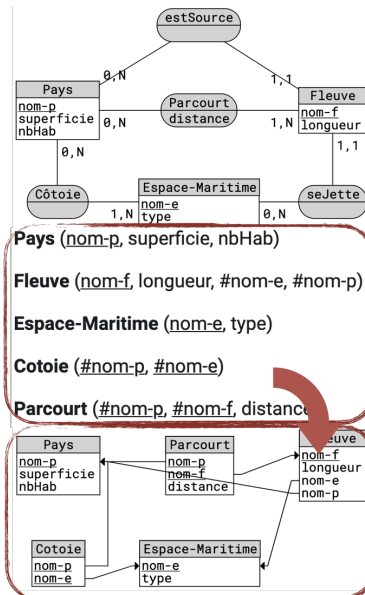 estSource
0,N
1,1
Pays
nom-p
superficie
nbHab
Parcourt
distance
0,N
1,N
Fleuve
nom-f
longueur
0,N
1,1
Côtoie
1,N
Espace-Maritime
nom-e
type
0,N
seJette
Pays (nom-p, superficie, nbHab)
Fleuve (nom-f, longueur, #nom-e, #nom-p)
Espace-Maritime (nom-e, type)
Cotoie (#nom-p, #nom-e)
Parcourt (#nom-p, #nom-f, distance
Pays
nom-p
superficie
nbHab
Parcourt
nom-p
nom-f
distance
nom-f
longueur
nom-e
nom-p
Cotoie
nom-p
nom-e
Espace-Maritime
nom-e
type